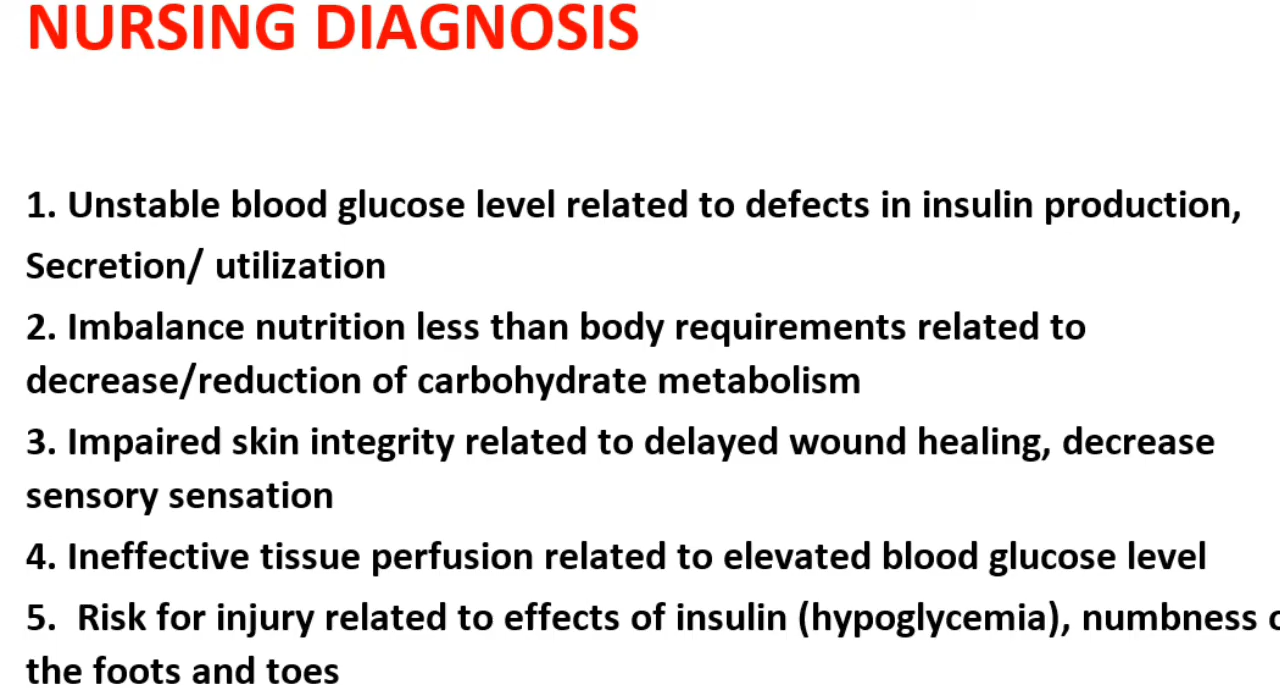 NURSING DIAGNOSIS
1. Unstable blood glucose level related to defects in insulin production,
Secretion/ utilization
2. Imbalance nutrition less than body requirements related to
decrease/reduction of carbohydrate metabolism
3. Impaired skin integrity related to delayed wound healing, decrease
sensory sensation
4. Ineffective tissue perfusion related to elevated blood glucose level
5. Risk for injury related to effects of insulin (hypoglycemia), numbness
the foots and toes